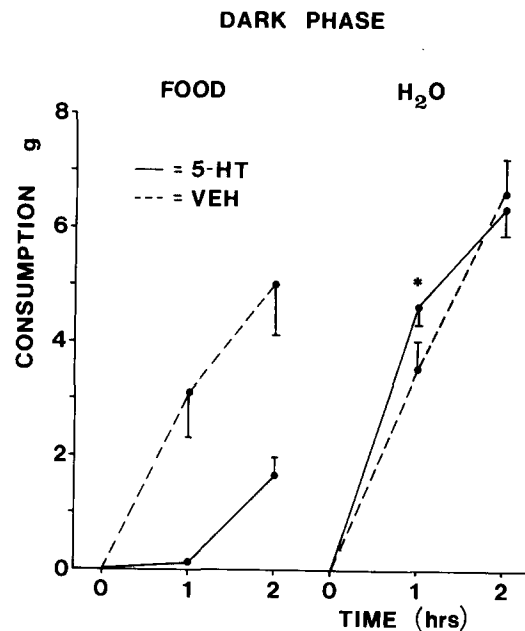 DARK PHASE
FOOD
H₂O
8
6
4
2
0
CONSUMPTION g
— = 5-HT
--- = VEH
*
0 1 2
0 1 2
TIME (hrs)